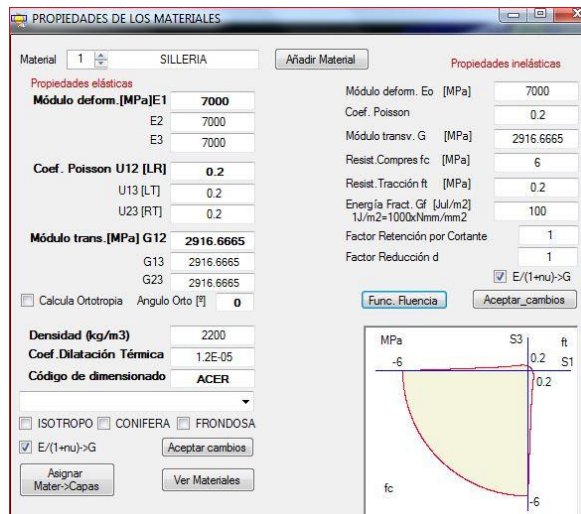 PROPIEDADES DE LOS MATERIALES
Material 1 SILLERIA Añadir Material
Propiedades elásticas
Módulo deform.[MPa]E1 7000
E2 7000
E3 7000
Coef. Poisson U12 [LR] 0.2
U13 [LT] 0.2
U23 [RT] 0.2
Módulo trans.[MPa] G12 2916.6665
G13 2916.6665
G23 2916.6665
Calcula Ortotropia Angulo Orto [º] 0
Densidad (kg/m3) 2200
Coef.Dilatación Térmica 1.2E-05
Código de dimensionado ACER
ISOTROPO CONIFERA FRONDOSA
E/(1+nu)->G Aceptar cambios
Asignar
Mater->Capas
Ver Materiales
Propiedades inelásticas
Módulo deform. Eo [MPa] 7000
Coef. Poisson 0.2
Módulo transv. G [MPa] 2916.6665
Resist.Compres fc [MPa] 6
Resist.Tracción ft [MPa] 0.2
Energía Fract. Gf [Jul/m2] 100
1J/m2=1000xNmm/mm2
Factor Retención por Cortante 1
Factor Reducción d 1
E/(1+nu)->G
Func. Fluencia Aceptar_cambios
MPa S3 ft
-6 0.2 S1
0.2
fc
-6